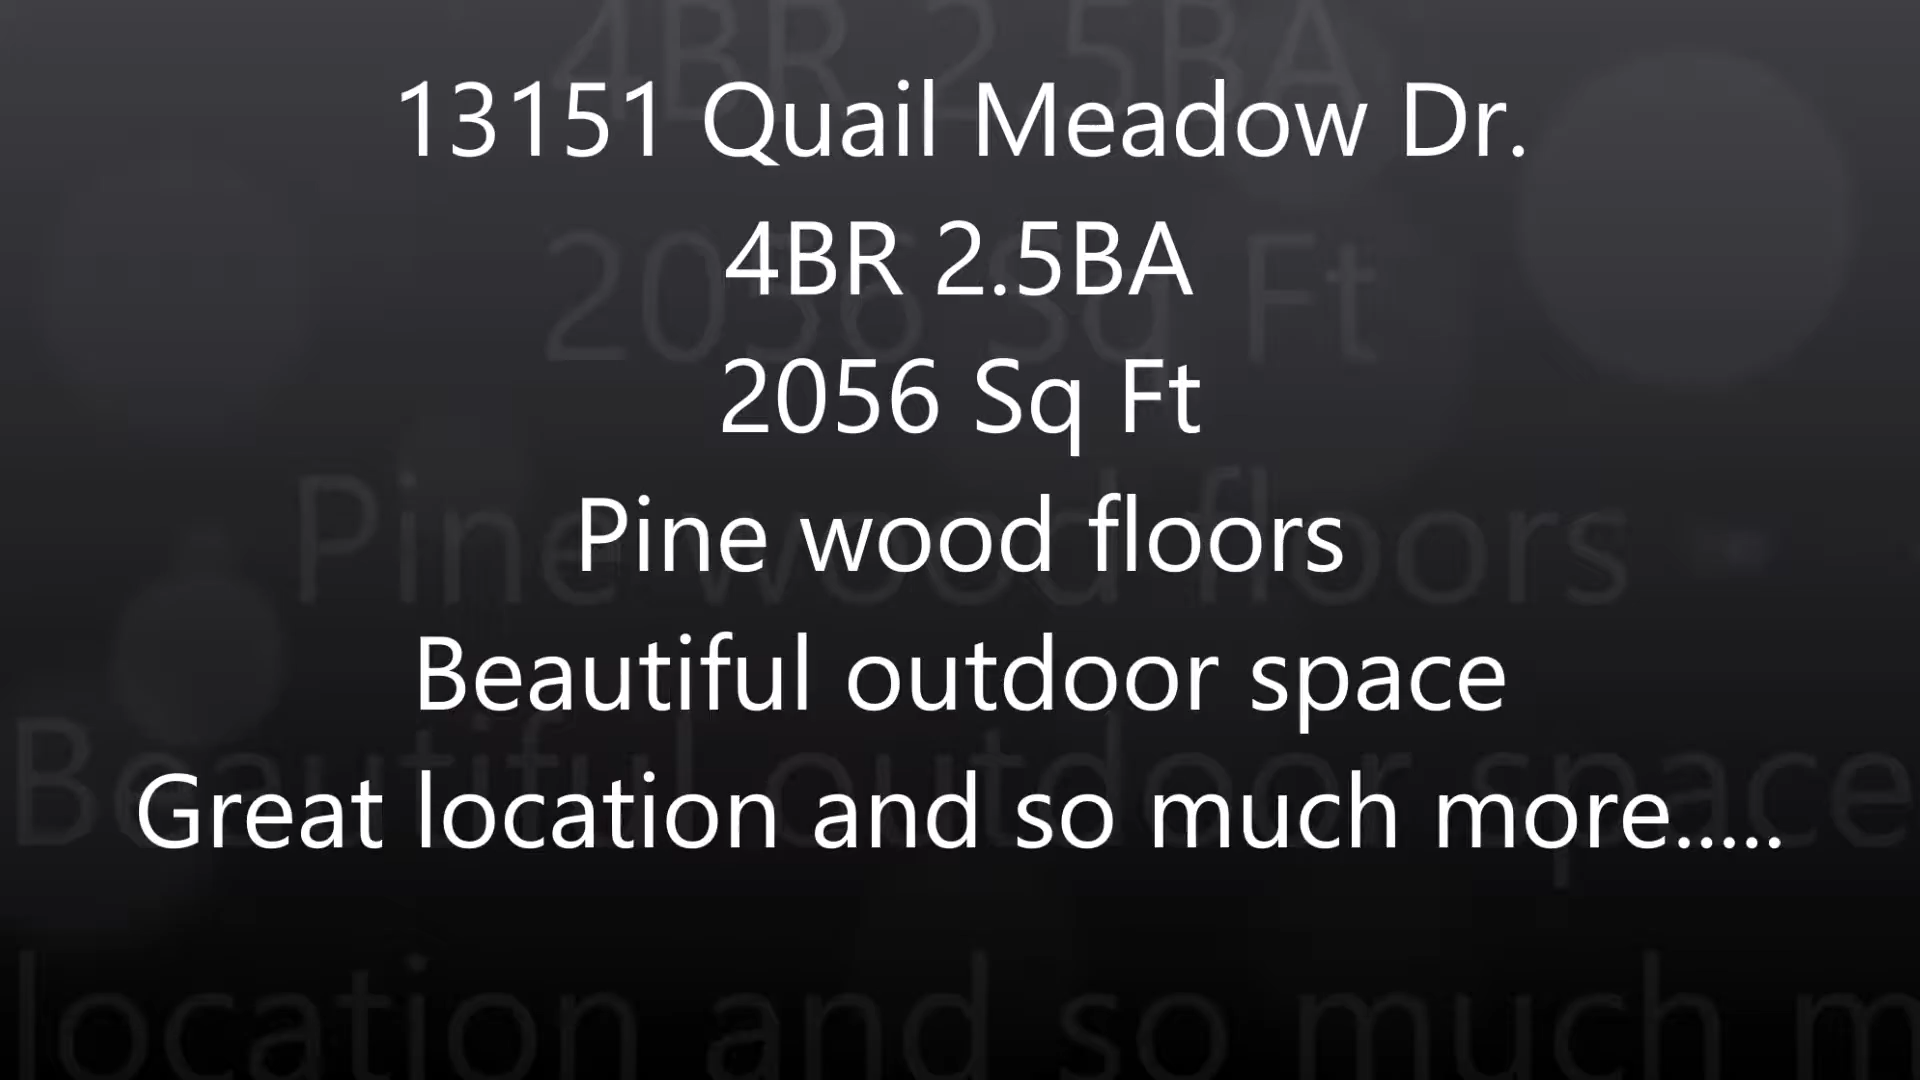 13151 Quail Meadow Dr.
4BR 2.5BA
2056 Sq Ft
Pine wood floors
Beautiful outdoor space
Great location and so much more.....